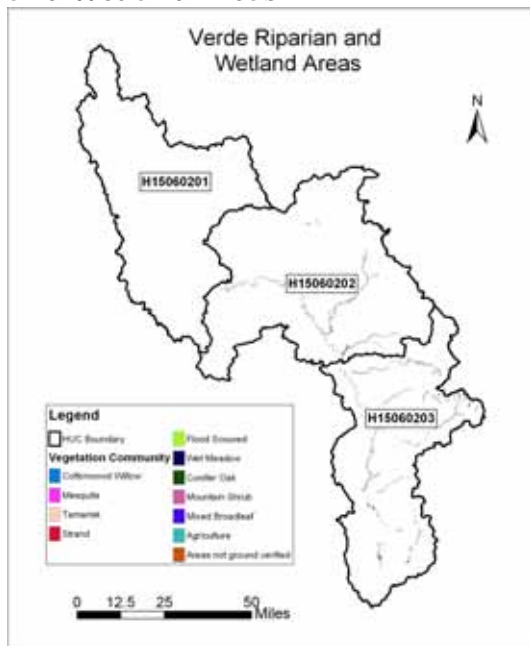 Verde Riparian and
Wetland Areas
N
H15060201
H15060202
H15060203
Legend
HUC Boundary
Vegetation Community
Cottonwood Willow
Mesquite
Tamarisk
Strand
Flood Scoured
Wet Meadow
Conifer Oak
Mountain Shrub
Mixed Broadleaf
Agriculture
Areas not ground verified
0 12.5 25 50
Miles